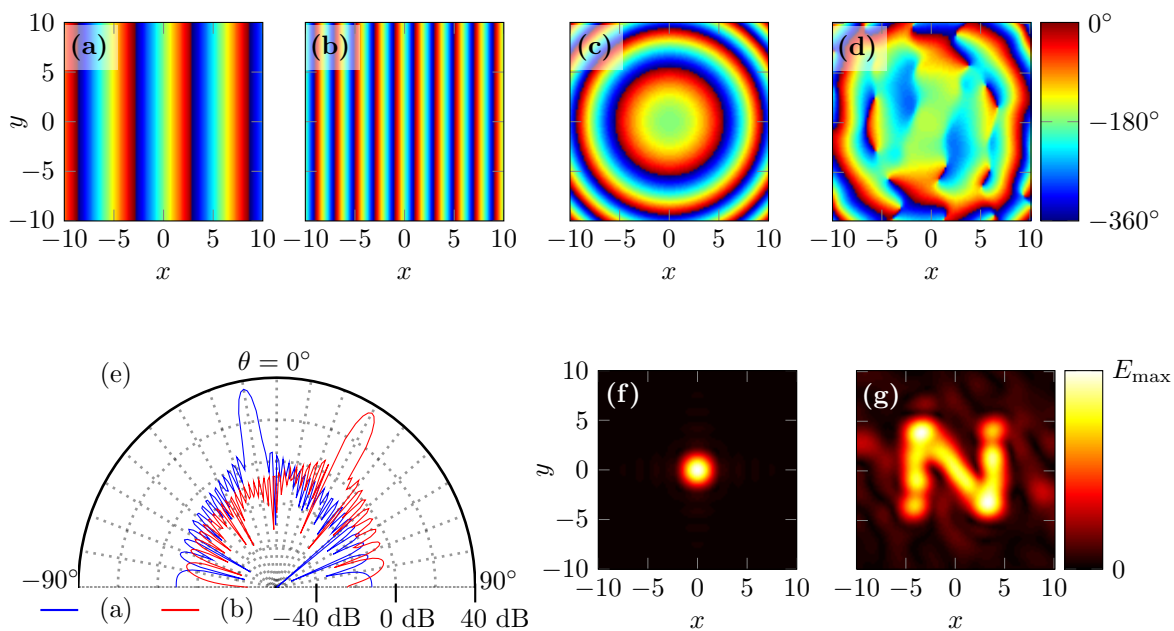 (a) (b) (c) (d)
10 5 0 −5 −10
y
−10 −5 0 5 10
−10 −5 0 5 10
−10 −5 0 5 10
−10 −5 0 5 10
x x x x
0°
−180°
−360°
(e)
θ = 0°
−90° 90°
−40 dB 0 dB 40 dB
(a) (b)
(f) (g)
10 5 0 −5 −10
y
−10 −5 0 5 10
−10 −5 0 5 10
x x
Emax
0